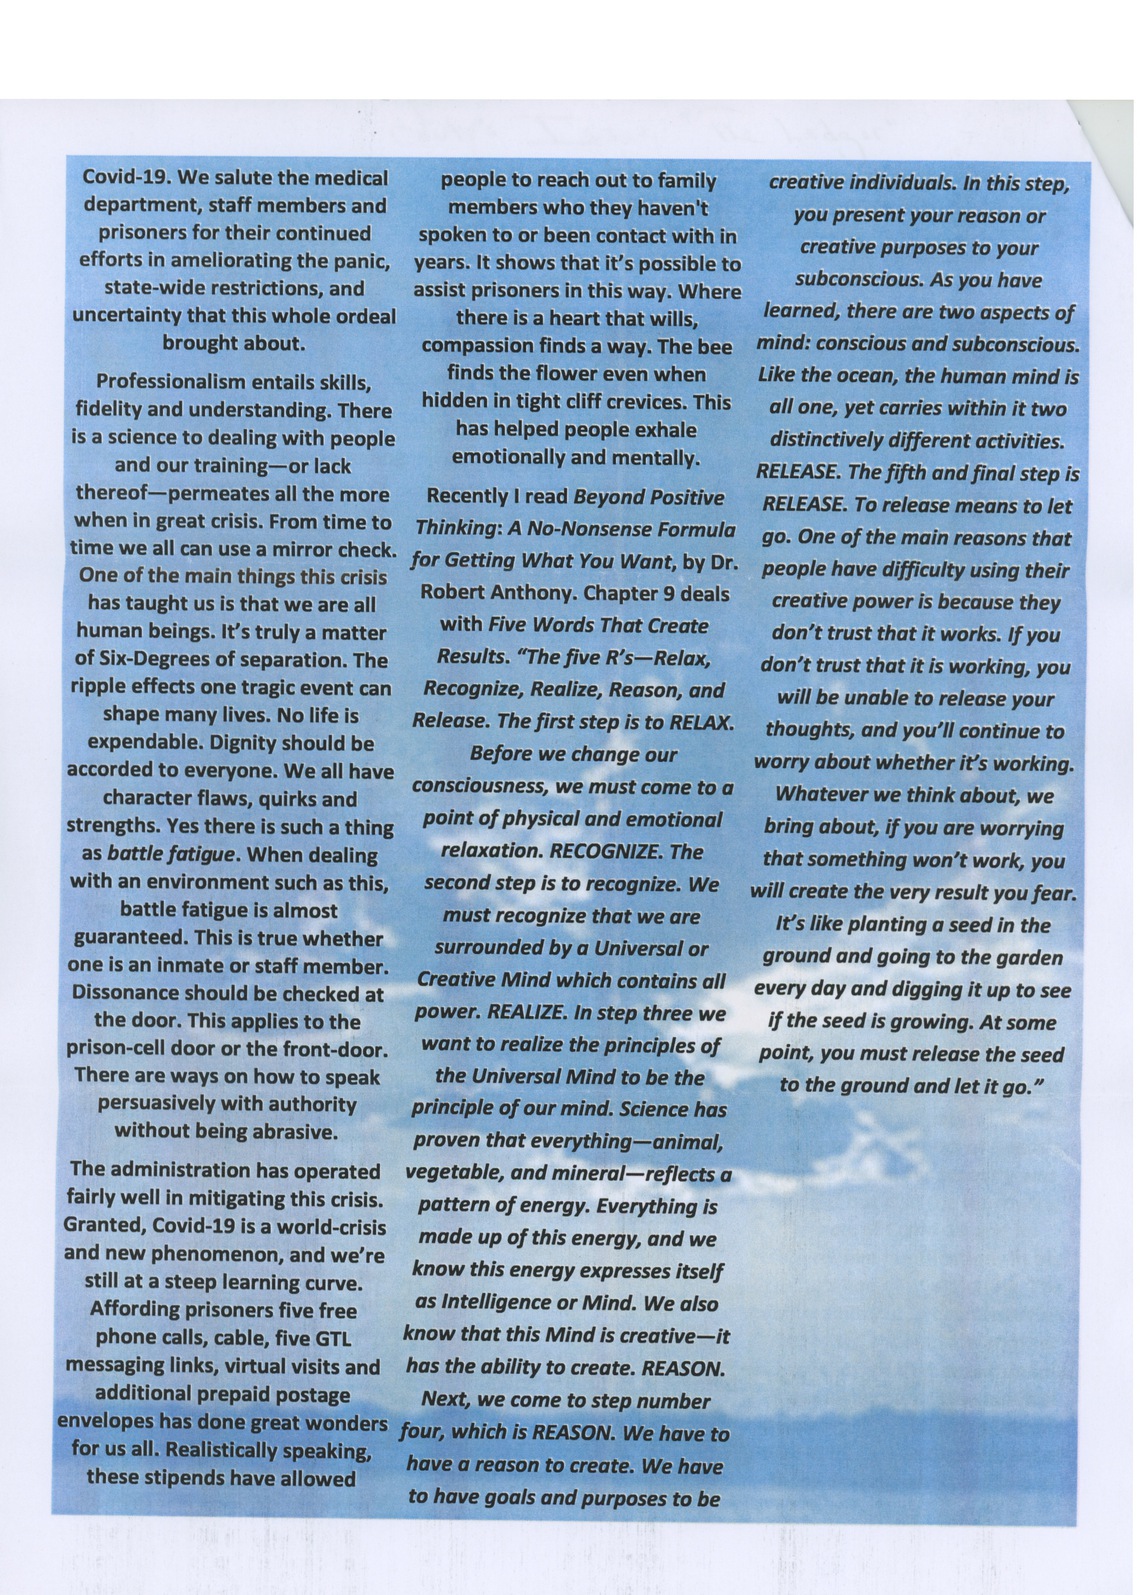 Covid-19. We salute the medical
department, staff members and
prisoners for their continued
efforts in ameliorating the panic,
state-wide restrictions, and
uncertainty that this whole ordeal
brought about.
Professionalism entails skills,
fidelity and understanding. There
is a science to dealing with people
and our training—or lack
thereof—permeates all the more
when in great crisis. From time to
time we all can use a mirror check.
One of the main things this crisis
has taught us is that we are all
human beings. It's truly a matter
of Six-Degrees of separation. The
ripple effects one tragic event can
shape many lives. No life is
expendable. Dignity should be
accorded to everyone. We all have
character flaws, quirks and
strengths. Yes there is such a thing
as battle fatigue. When dealing
with an environment such as this,
battle fatigue is almost
guaranteed. This is true whether
one is an inmate or staff member.
Dissonance should be checked at
the door. This applies to the
prison-cell door or the front-door.
There are ways on how to speak
persuasively with authority
without being abrasive.
The administration has operated
fairly well in mitigating this crisis.
Granted, Covid-19 is a world-crisis
and new phenomenon, and we're
still at a steep learning curve.
Affording prisoners five free
phone calls, cable, five GTL
messaging links, virtual visits and
additional prepaid postage
envelopes has done great wonders
for us all. Realistically speaking,
these stipends have allowed
people to reach out to family
members who they haven't
spoken to or been contact with in
years. It shows that it's possible to
assist prisoners in this way. Where
there is a heart that wills,
compassion finds a way. The bee
finds the flower even when
hidden in tight cliff crevices. This
has helped people exhale
emotionally and mentally.
Recently I read Beyond Positive
Thinking: A No-Nonsense Formula
for Getting What You Want, by Dr.
Robert Anthony. Chapter 9 deals
with Five Words That Create
Results. "The five R's—Relax,
Recognize, Realize, Reason, and
Release. The first step is to RELAX.
Before we change our
consciousness, we must come to a
point of physical and emotional
relaxation. RECOGNIZE. The
second step is to recognize. We
must recognize that we are
surrounded by a Universal or
Creative Mind which contains all
power. REALIZE. In step three we
want to realize the principles of
the Universal Mind to be the
principle of our mind. Science has
proven that everything—animal,
vegetable, and mineral—reflects a
pattern of energy. Everything is
made up of this energy, and we
know this energy expresses itself
as Intelligence or Mind. We also
know that this Mind is creative—it
has the ability to create. REASON.
Next, we come to step number
four, which is REASON. We have to
have a reason to create. We have
to have goals and purposes to be
creative individuals. In this step,
you present your reason or
creative purposes to your
subconscious. As you have
learned, there are two aspects of
mind: conscious and subconscious.
Like the ocean, the human mind is
all one, yet carries within it two
distinctively different activities.
RELEASE. The fifth and final step is
RELEASE. To release means to let
go. One of the main reasons that
people have difficulty using their
creative power is because they
don't trust that it works. If you
don't trust that it is working, you
will be unable to release your
thoughts, and you'll continue to
worry about whether it's working.
Whatever we think about, we
bring about, if you are worrying
that something won't work, you
will create the very result you fear.
It's like planting a seed in the
ground and going to the garden
every day and digging it up to see
if the seed is growing. At some
point, you must release the seed
to the ground and let it go."